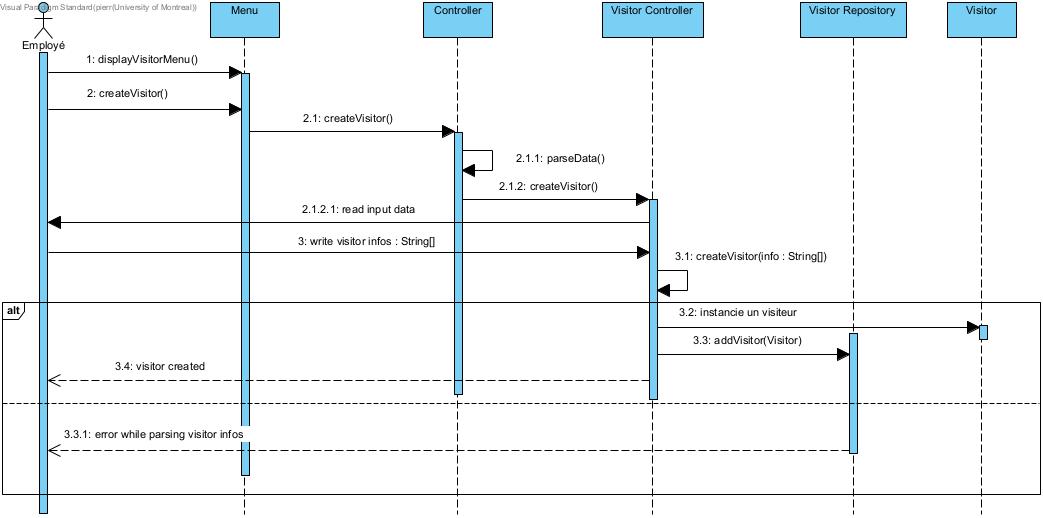 Visual Paradigm Standard(pierr(University of Montreal))
Menu
Controller
Visitor Controller
Visitor Repository
Visitor
Employé
1: displayVisitorMenu()
2: createVisitor()
2.1: createVisitor()
2.1.1: parseData()
2.1.2: createVisitor()
2.1.2.1: read input data
3: write visitor infos : String[]
3.1: createVisitor(info : String[])
alt
3.2: instancie un visiteur
3.3: addVisitor(Visitor)
3.4: visitor created
3.3.1: error while parsing visitor infos